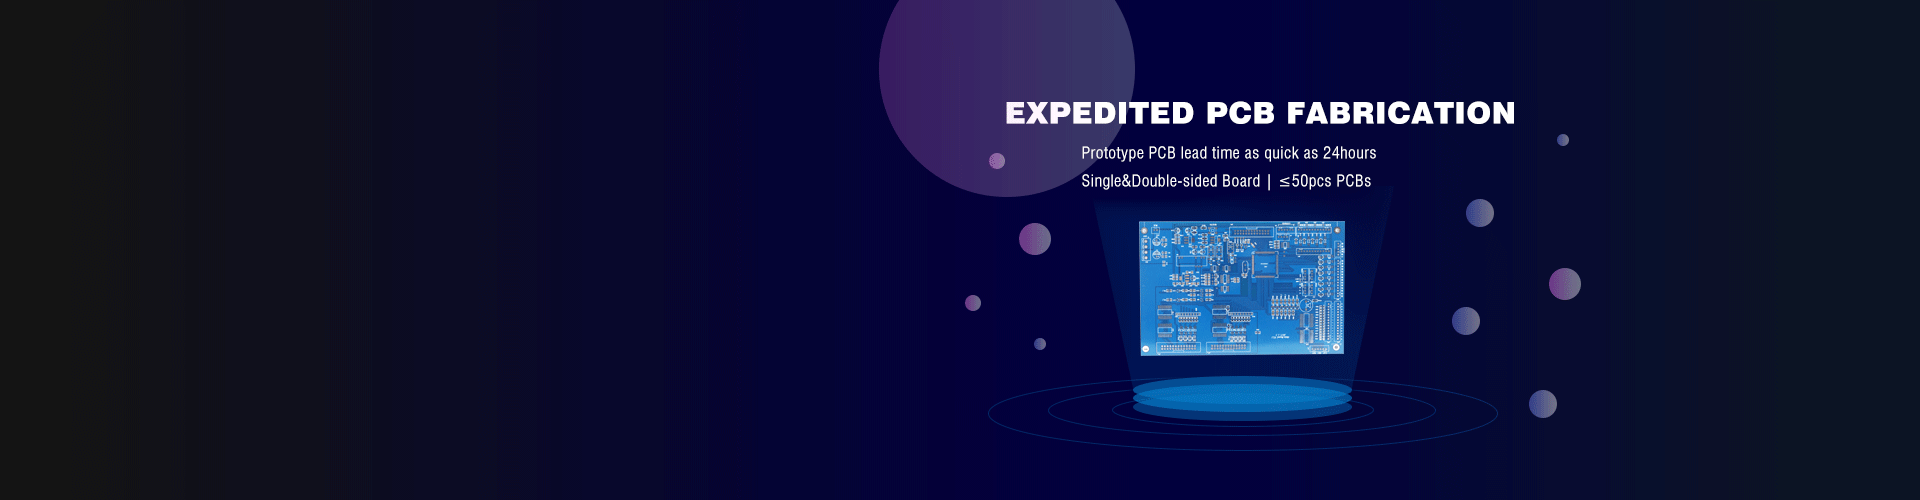 EXPEDITED PCB FABRICATION
Prototype PCB lead time as quick as 24hours
Single&Double-sided Board | ≤50pcs PCBs